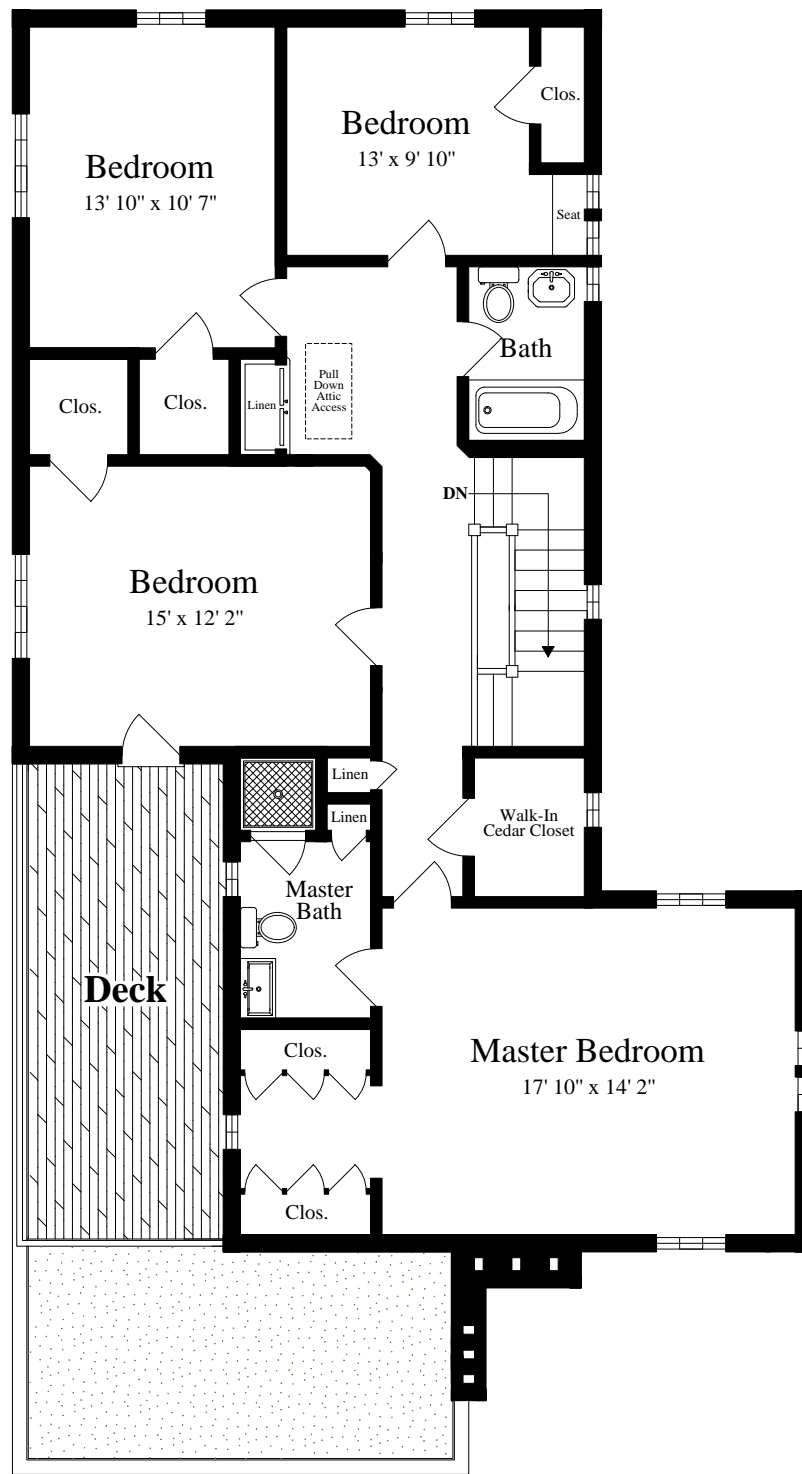 Bedroom
13' 10" x 10' 7"
Bedroom
13' x 9' 10"
Clos.
Seat
Bath
Clos.
Clos.
Linen
Pull
Down
Attic
Access
DN
Bedroom
15' x 12' 2"
Linen
Linen
Walk-In
Cedar Closet
Master
Bath
Deck
Clos.
Master Bedroom
17' 10" x 14' 2"
Clos.